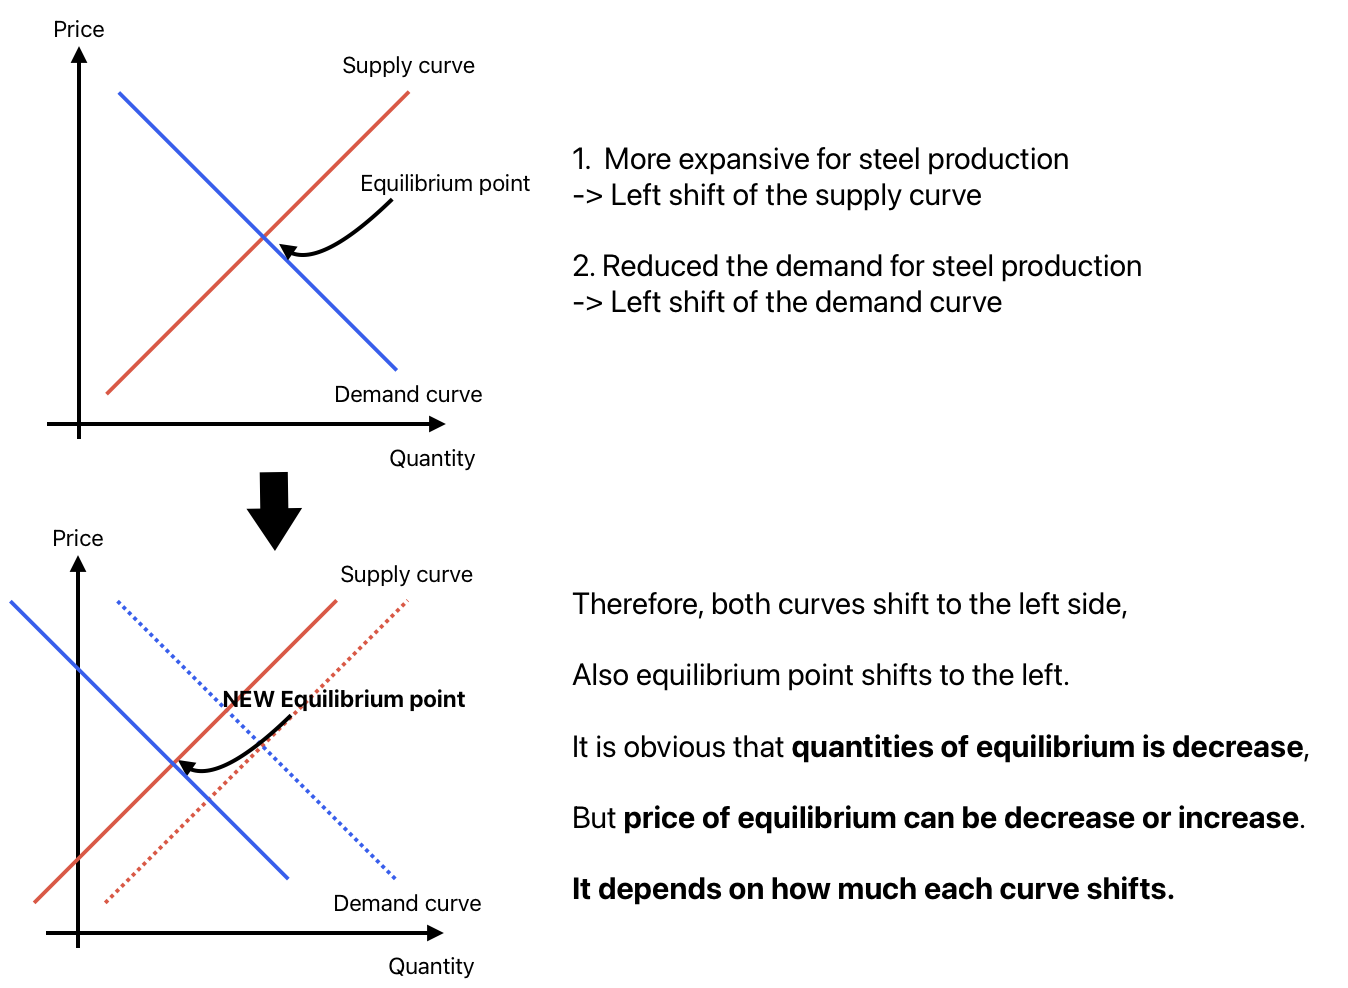 Price
Supply curve
Equilibrium point
Demand curve
Quantity
1. More expansive for steel production
-> Left shift of the supply curve
2. Reduced the demand for steel production
-> Left shift of the demand curve
Price
Supply curve
NEW Equilibrium point
Demand curve
Quantity
Therefore, both curves shift to the left side,
Also equilibrium point shifts to the left.
It is obvious that quantities of equilibrium is decrease,
But price of equilibrium can be decrease or increase.
It depends on how much each curve shifts.